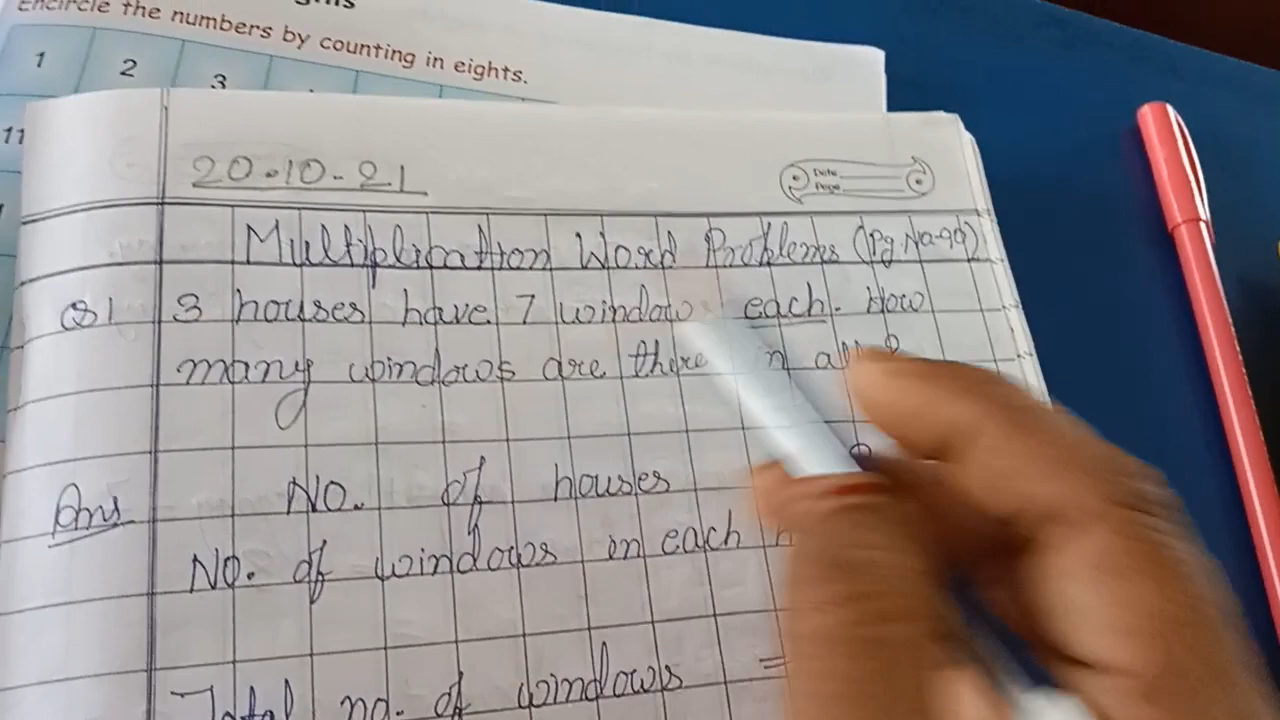 Encircle the numbers by counting in eights.
1 2 3
11
20.10.21
Date
Page
Multiplication Word Problems (Pg.No-99)
Q1 3 houses have 7 window each. How
many windows are there in all?
Ans No. of houses
No. of windows in each
Total no. of windows =